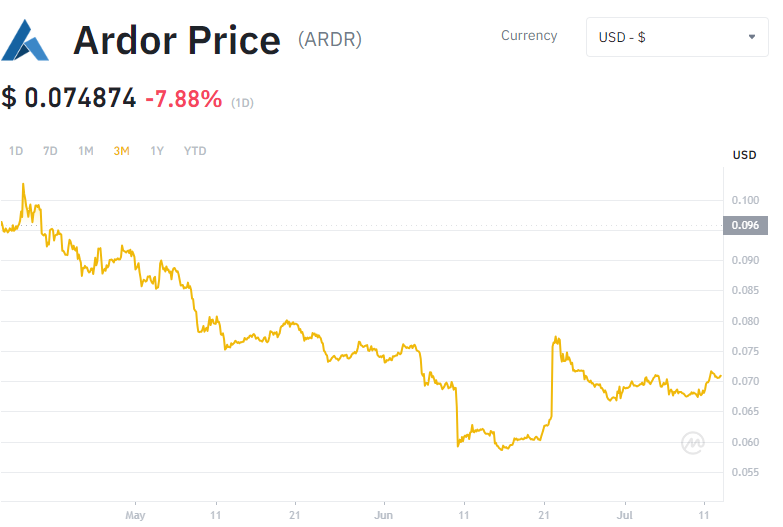 Ardor Price (ARDR)
Currency
USD - $
$ 0.074874 -7.88% (1D)
1D 7D 1M 3M 1Y YTD
USD
0.100
0.096
0.090
0.085
0.080
0.075
0.070
0.065
0.060
0.055
May 11 21 Jun 11 21 Jul 11